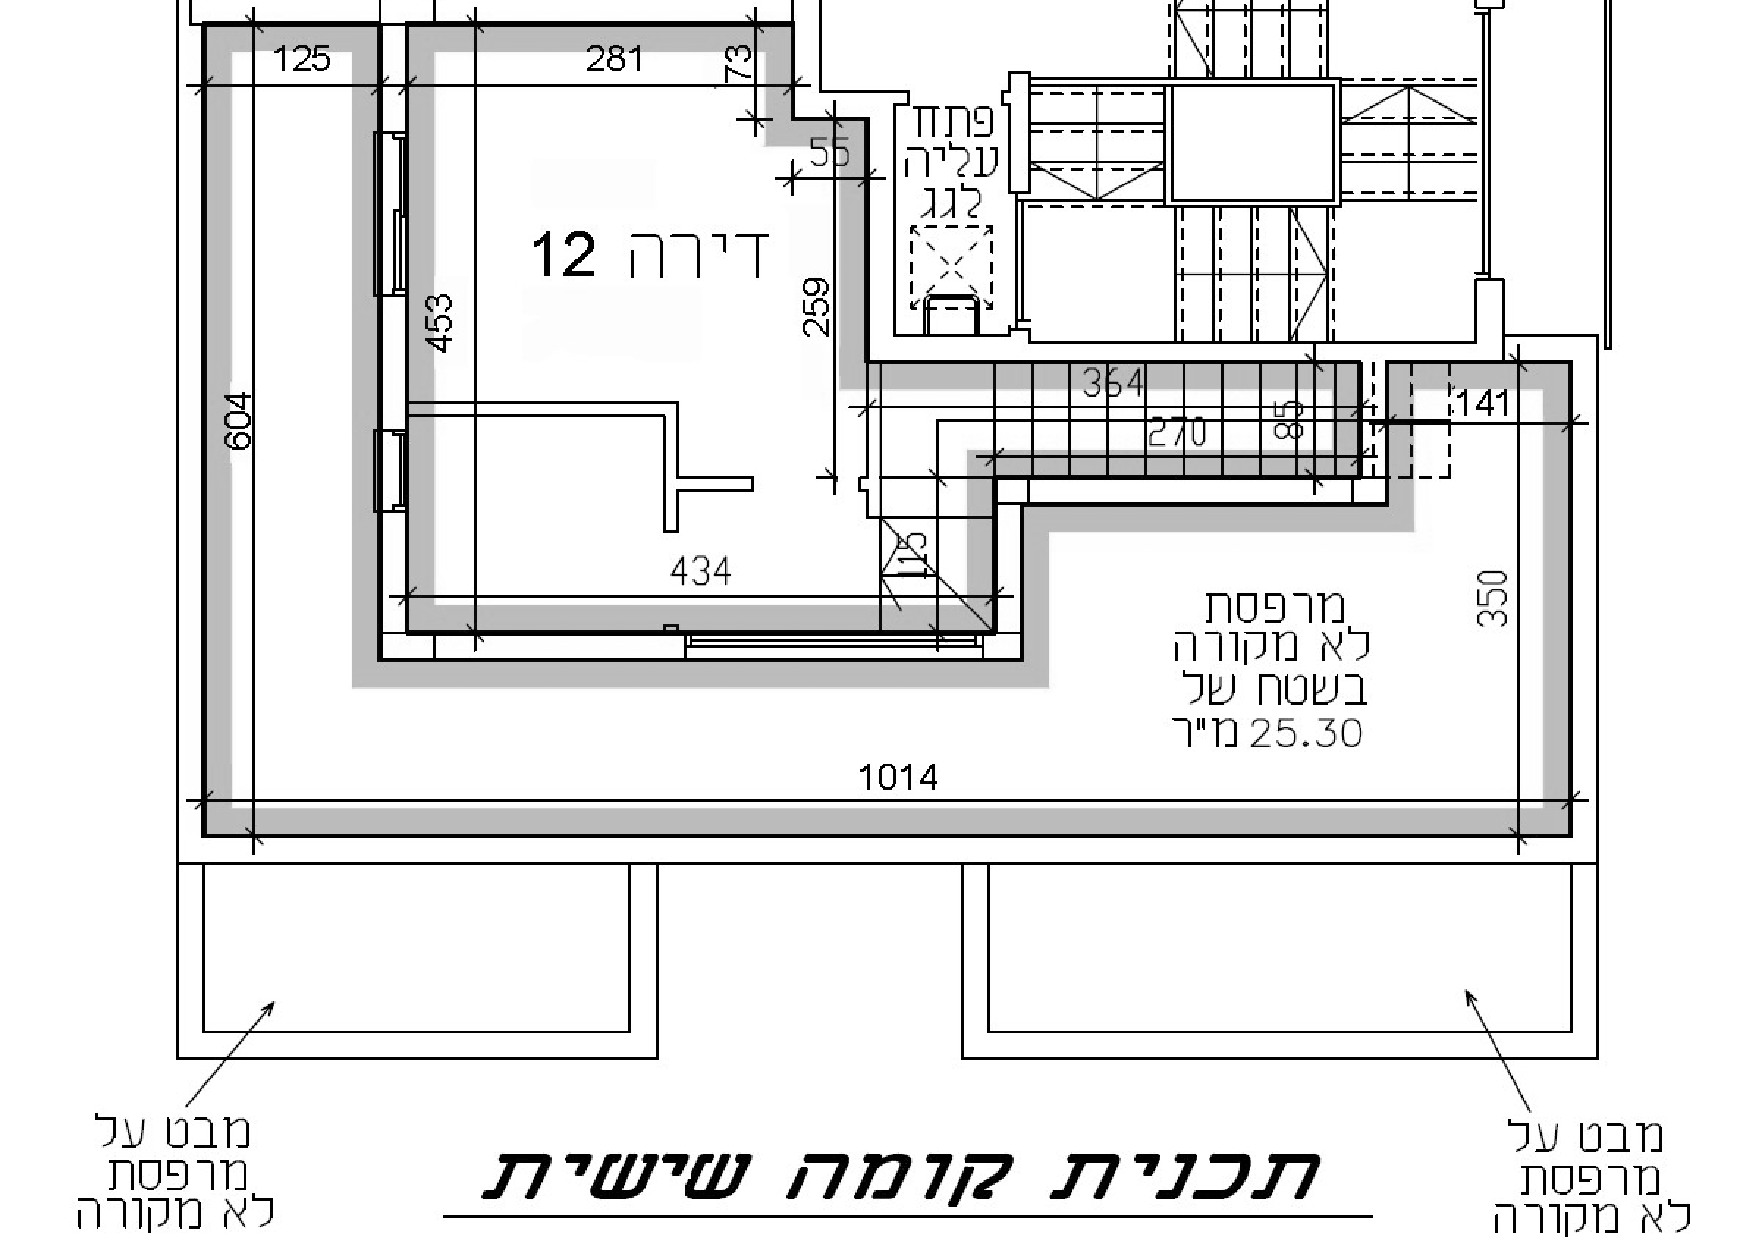 125
281
73
55
פתח
עליה
לגג
דירה 12
453
259
604
364
270
85
141
115
434
350
מרפסת
לא מקורה
בשטח של
25.30 מ"ר
1014
מבט על
מרפסת
לא מקורה
מבט על
מרפסת
לא מקורה
תכנית קומה שישית